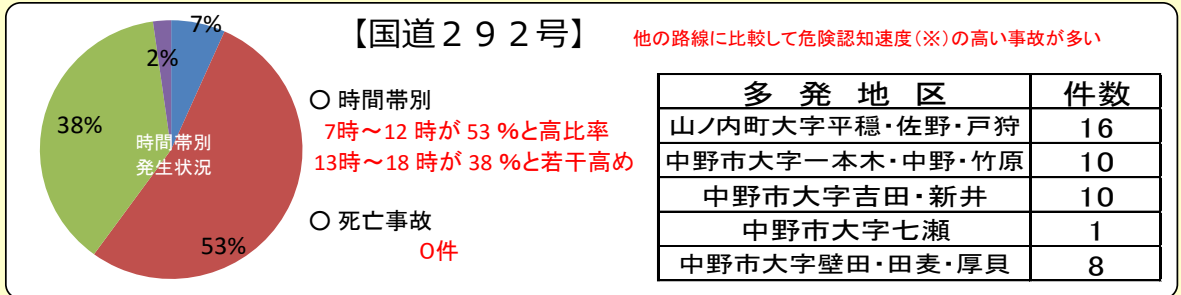 【国道２９２号】
他の路線に比較して危険認知速度(※)の高い事故が多い
7%
2%
38%
53%
時間帯別
発生状況
○ 時間帯別
7時～12 時が 53 %と高比率
13時～18 時が 38 %と若干高め
○ 死亡事故
0件
多 発 地 区 件数
山ノ内町大字平穏・佐野・戸狩 16
中野市大字一本木・中野・竹原 10
中野市大字吉田・新井 10
中野市大字七瀬 1
中野市大字壁田・田麦・厚貝 8